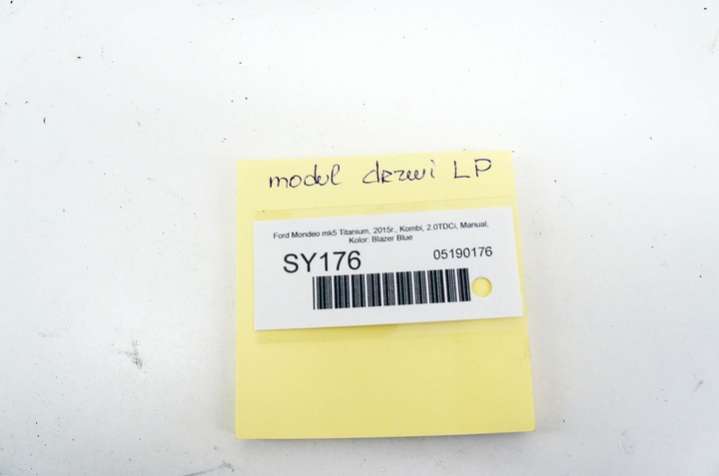 modul drzwi LP
Ford Mondeo mk5 Titanium, 2015r., Kombi, 2.0TDCi, Manual,
Kolor: Blazer Blue
SY176 05190176